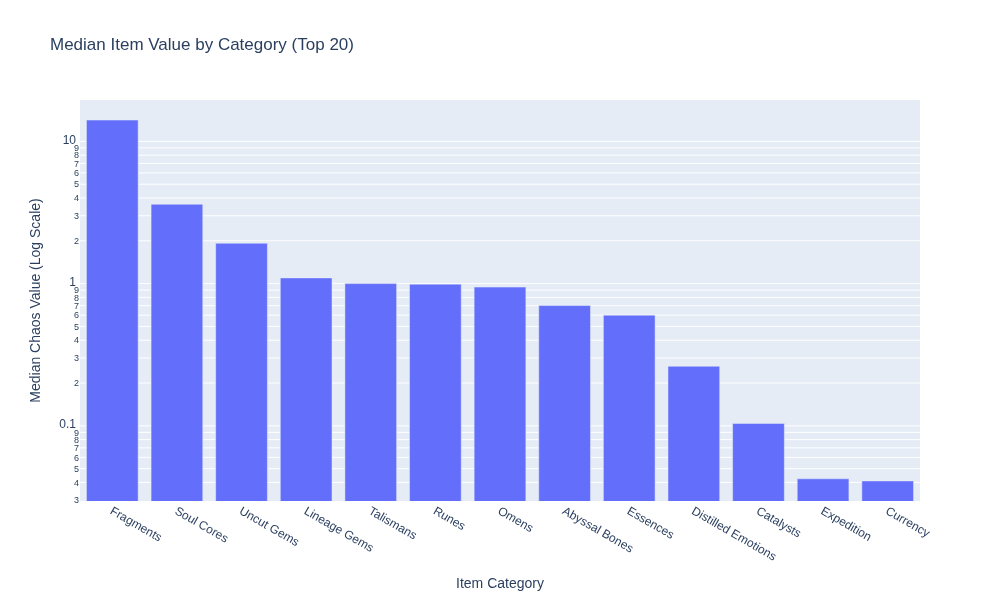 Median Item Value by Category (Top 20)
Median Chaos Value (Log Scale)
10
9
8
7
6
5
4
3
2
1
9
8
7
6
5
4
3
2
0.1
9
8
7
6
5
4
3
Fragments
Soul Cores
Uncut Gems
Lineage Gems
Talismans
Runes
Omens
Abyssal Bones
Essences
Distilled Emotions
Catalysts
Expedition
Currency
Item Category